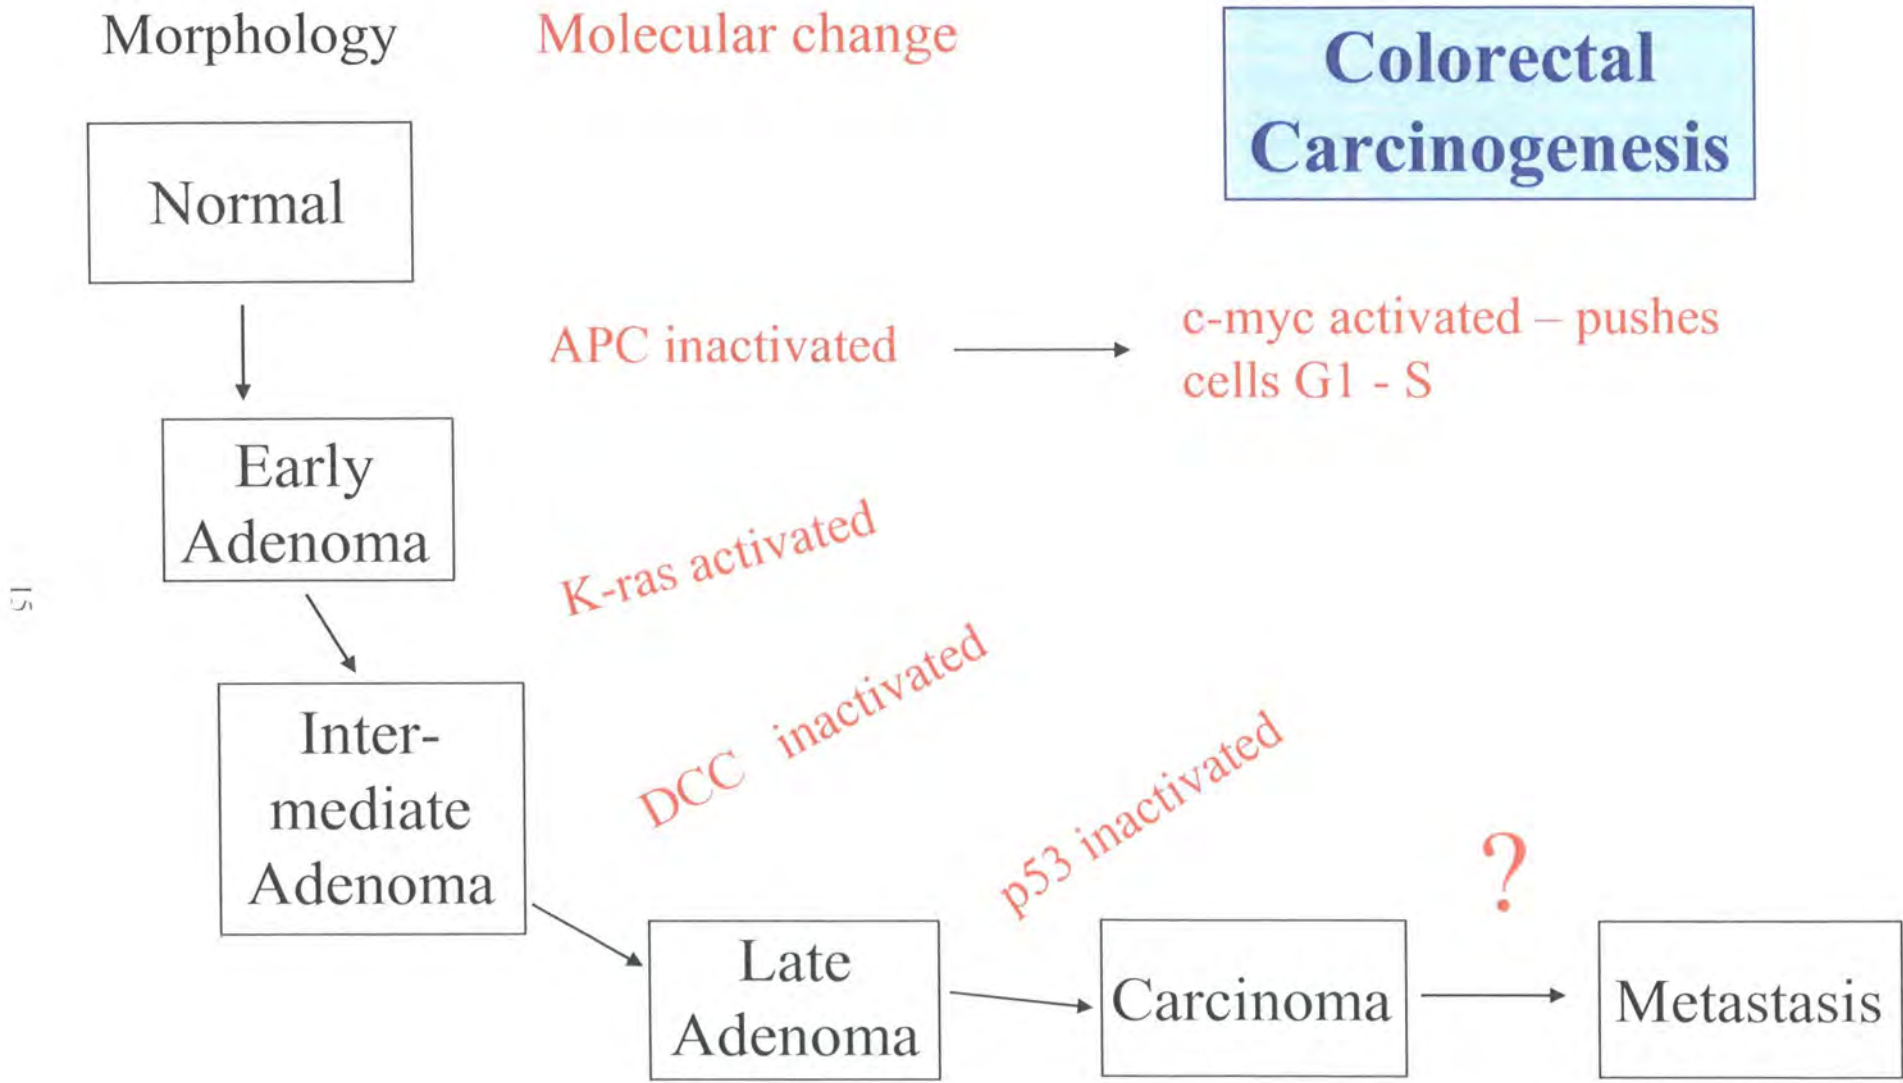 Morphology
Molecular change
Colorectal
Carcinogenesis
Normal
APC inactivated
c-myc activated – pushes
cells G1 - S
Early
Adenoma
K-ras activated
15
Inter-
mediate
Adenoma
DCC inactivated
p53 inactivated
?
Late
Adenoma
Carcinoma
Metastasis